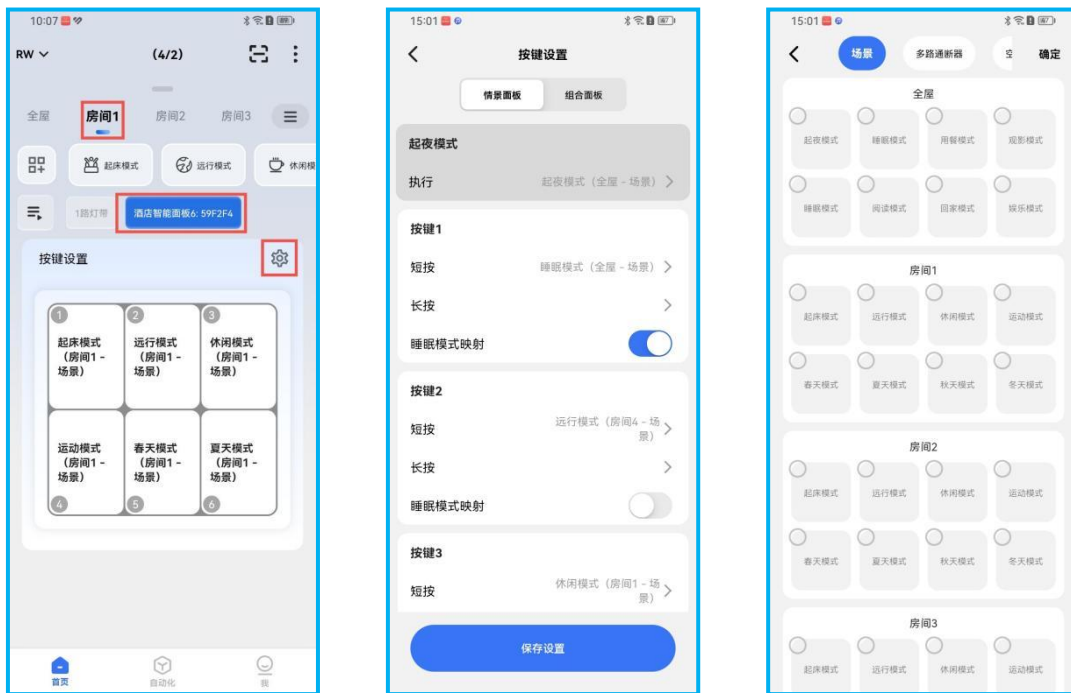 10:07
RW
(4/2)
全屋
房间1
房间2
房间3
起床模式
远行模式
休闲模
1路灯带
酒店智能面板6: 59F2F4
按键设置
1
2
3
起床模式
（房间1 -
场景）
远行模式
（房间1 -
场景）
休闲模式
（房间1 -
场景）
运动模式
（房间1 -
场景）
春天模式
（房间1 -
场景）
夏天模式
（房间1 -
场景）
4
5
6
首页
自动化
我
15:01
67
按键设置
情景面板
组合面板
起夜模式
执行
起夜模式（全屋 - 场景）
按键1
短按
睡眠模式（全屋 - 场景）
长按
睡眠模式映射
按键2
短按
远行模式（房间4 - 场
景）
长按
睡眠模式映射
按键3
短按
休闲模式（房间1 - 场
景）
保存设置
15:01
67
场景
多路通断器
确定
全屋
起夜模式
睡眠模式
用餐模式
观影模式
睡眠模式
阅读模式
回家模式
娱乐模式
房间1
起床模式
远行模式
休闲模式
运动模式
春天模式
夏天模式
秋天模式
冬天模式
房间2
起床模式
远行模式
休闲模式
运动模式
春天模式
夏天模式
秋天模式
冬天模式
房间3
起床模式
远行模式
休闲模式
运动模式